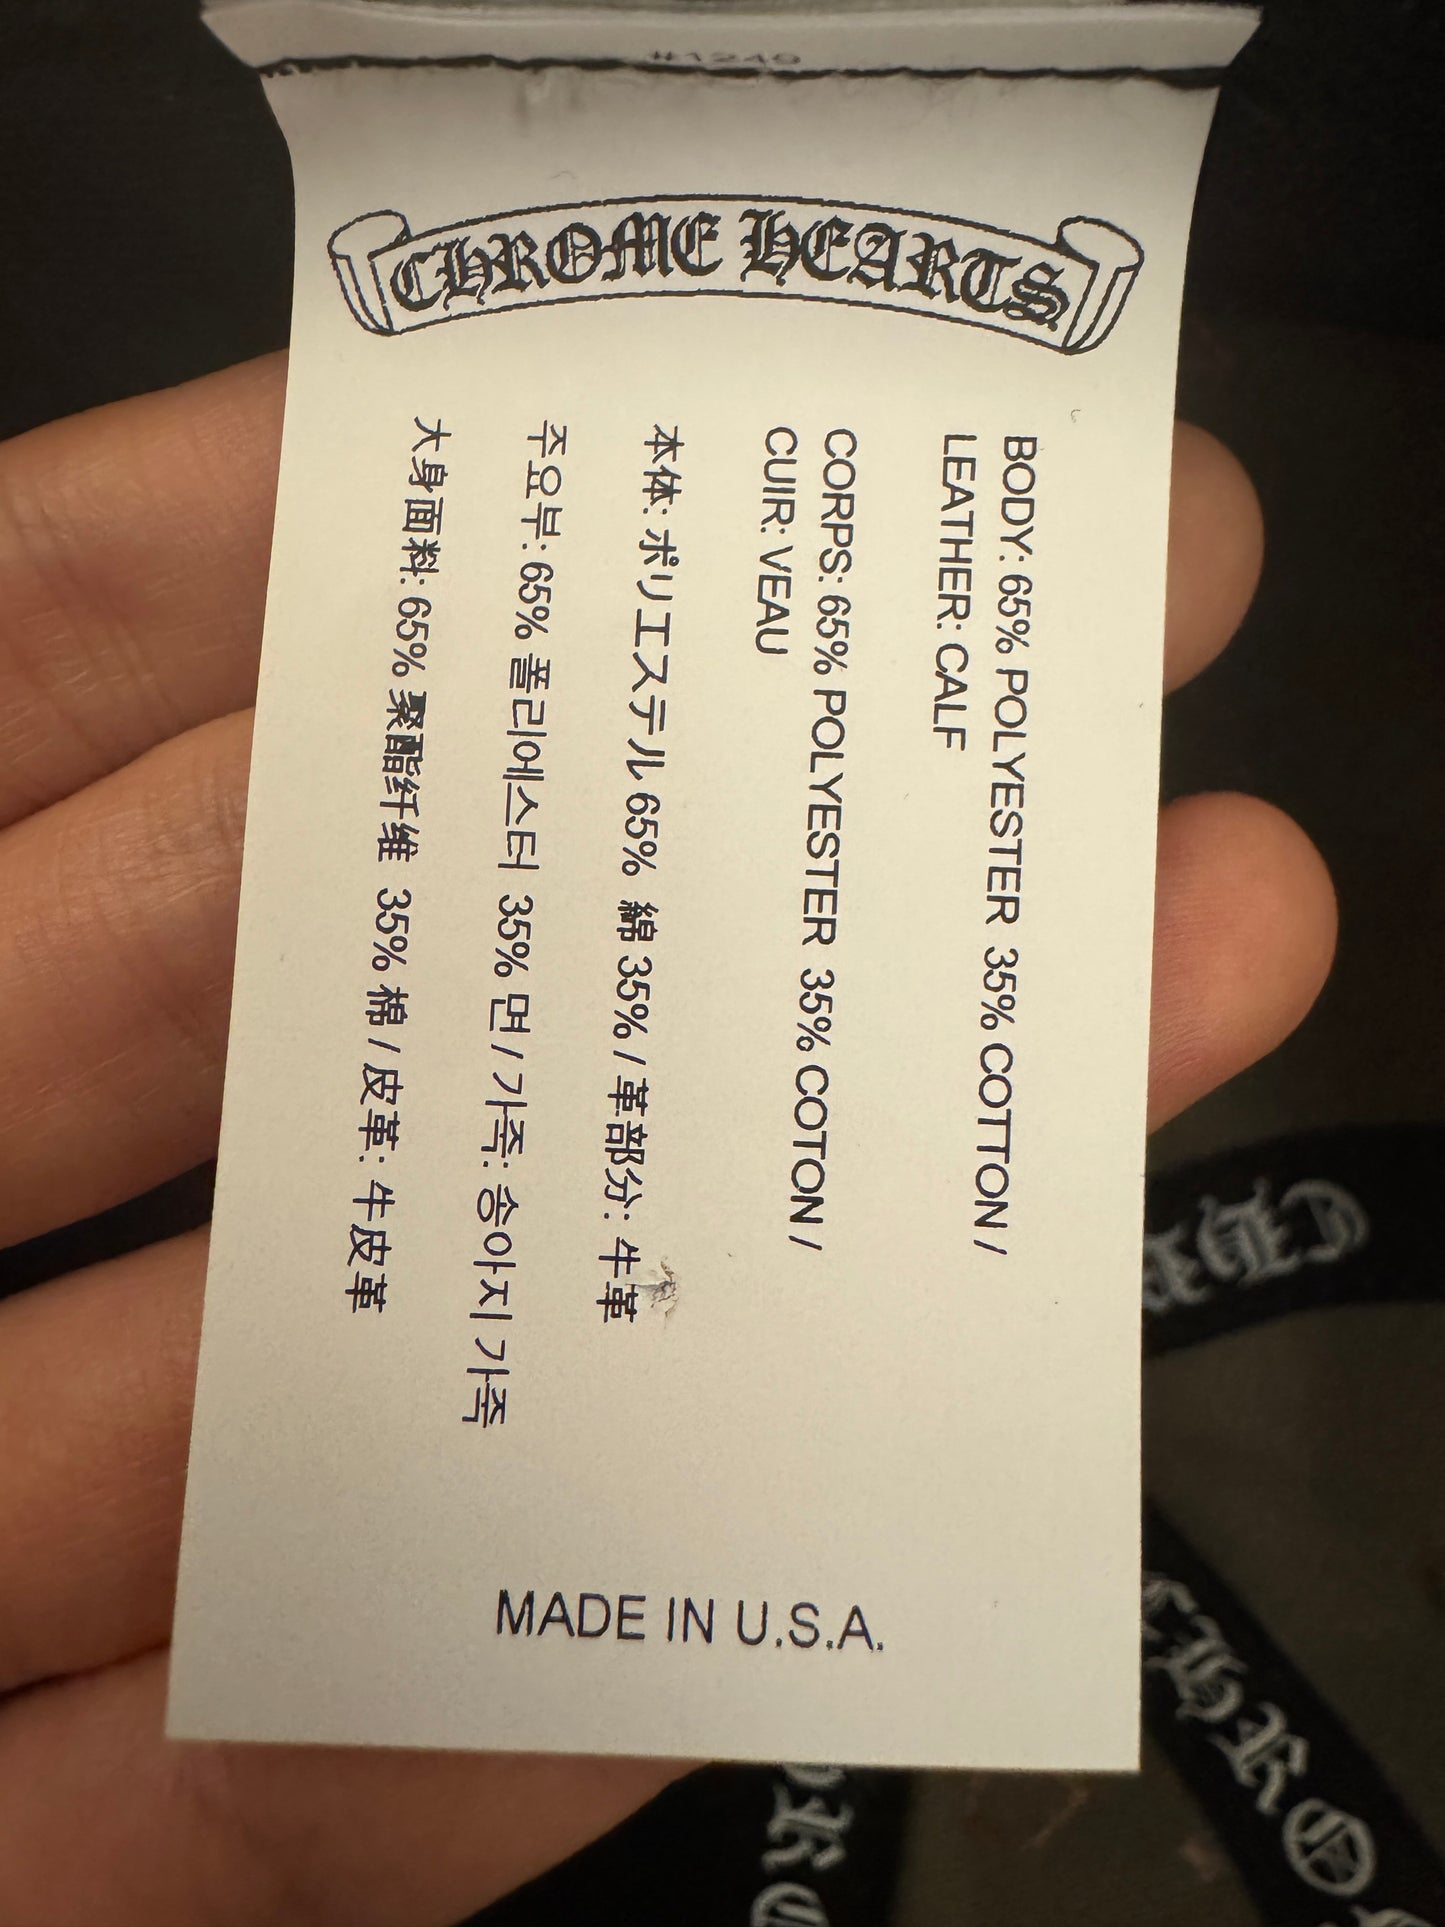 #1249
CHROME HEARTS
BODY: 65% POLYESTER 35% COTTON /
LEATHER: CALF
CORPS: 65% POLYESTER 35% COTON /
CUIR: VEAU
本体: ポリエステル 65% 綿 35% / 革部分: 牛革
주요부: 65% 폴리에스터 35% 면 / 가죽: 송아지 가죽
大身面料: 65% 聚酯纤维 35% 棉 / 皮革: 牛皮革
MADE IN U.S.A.
CHRO